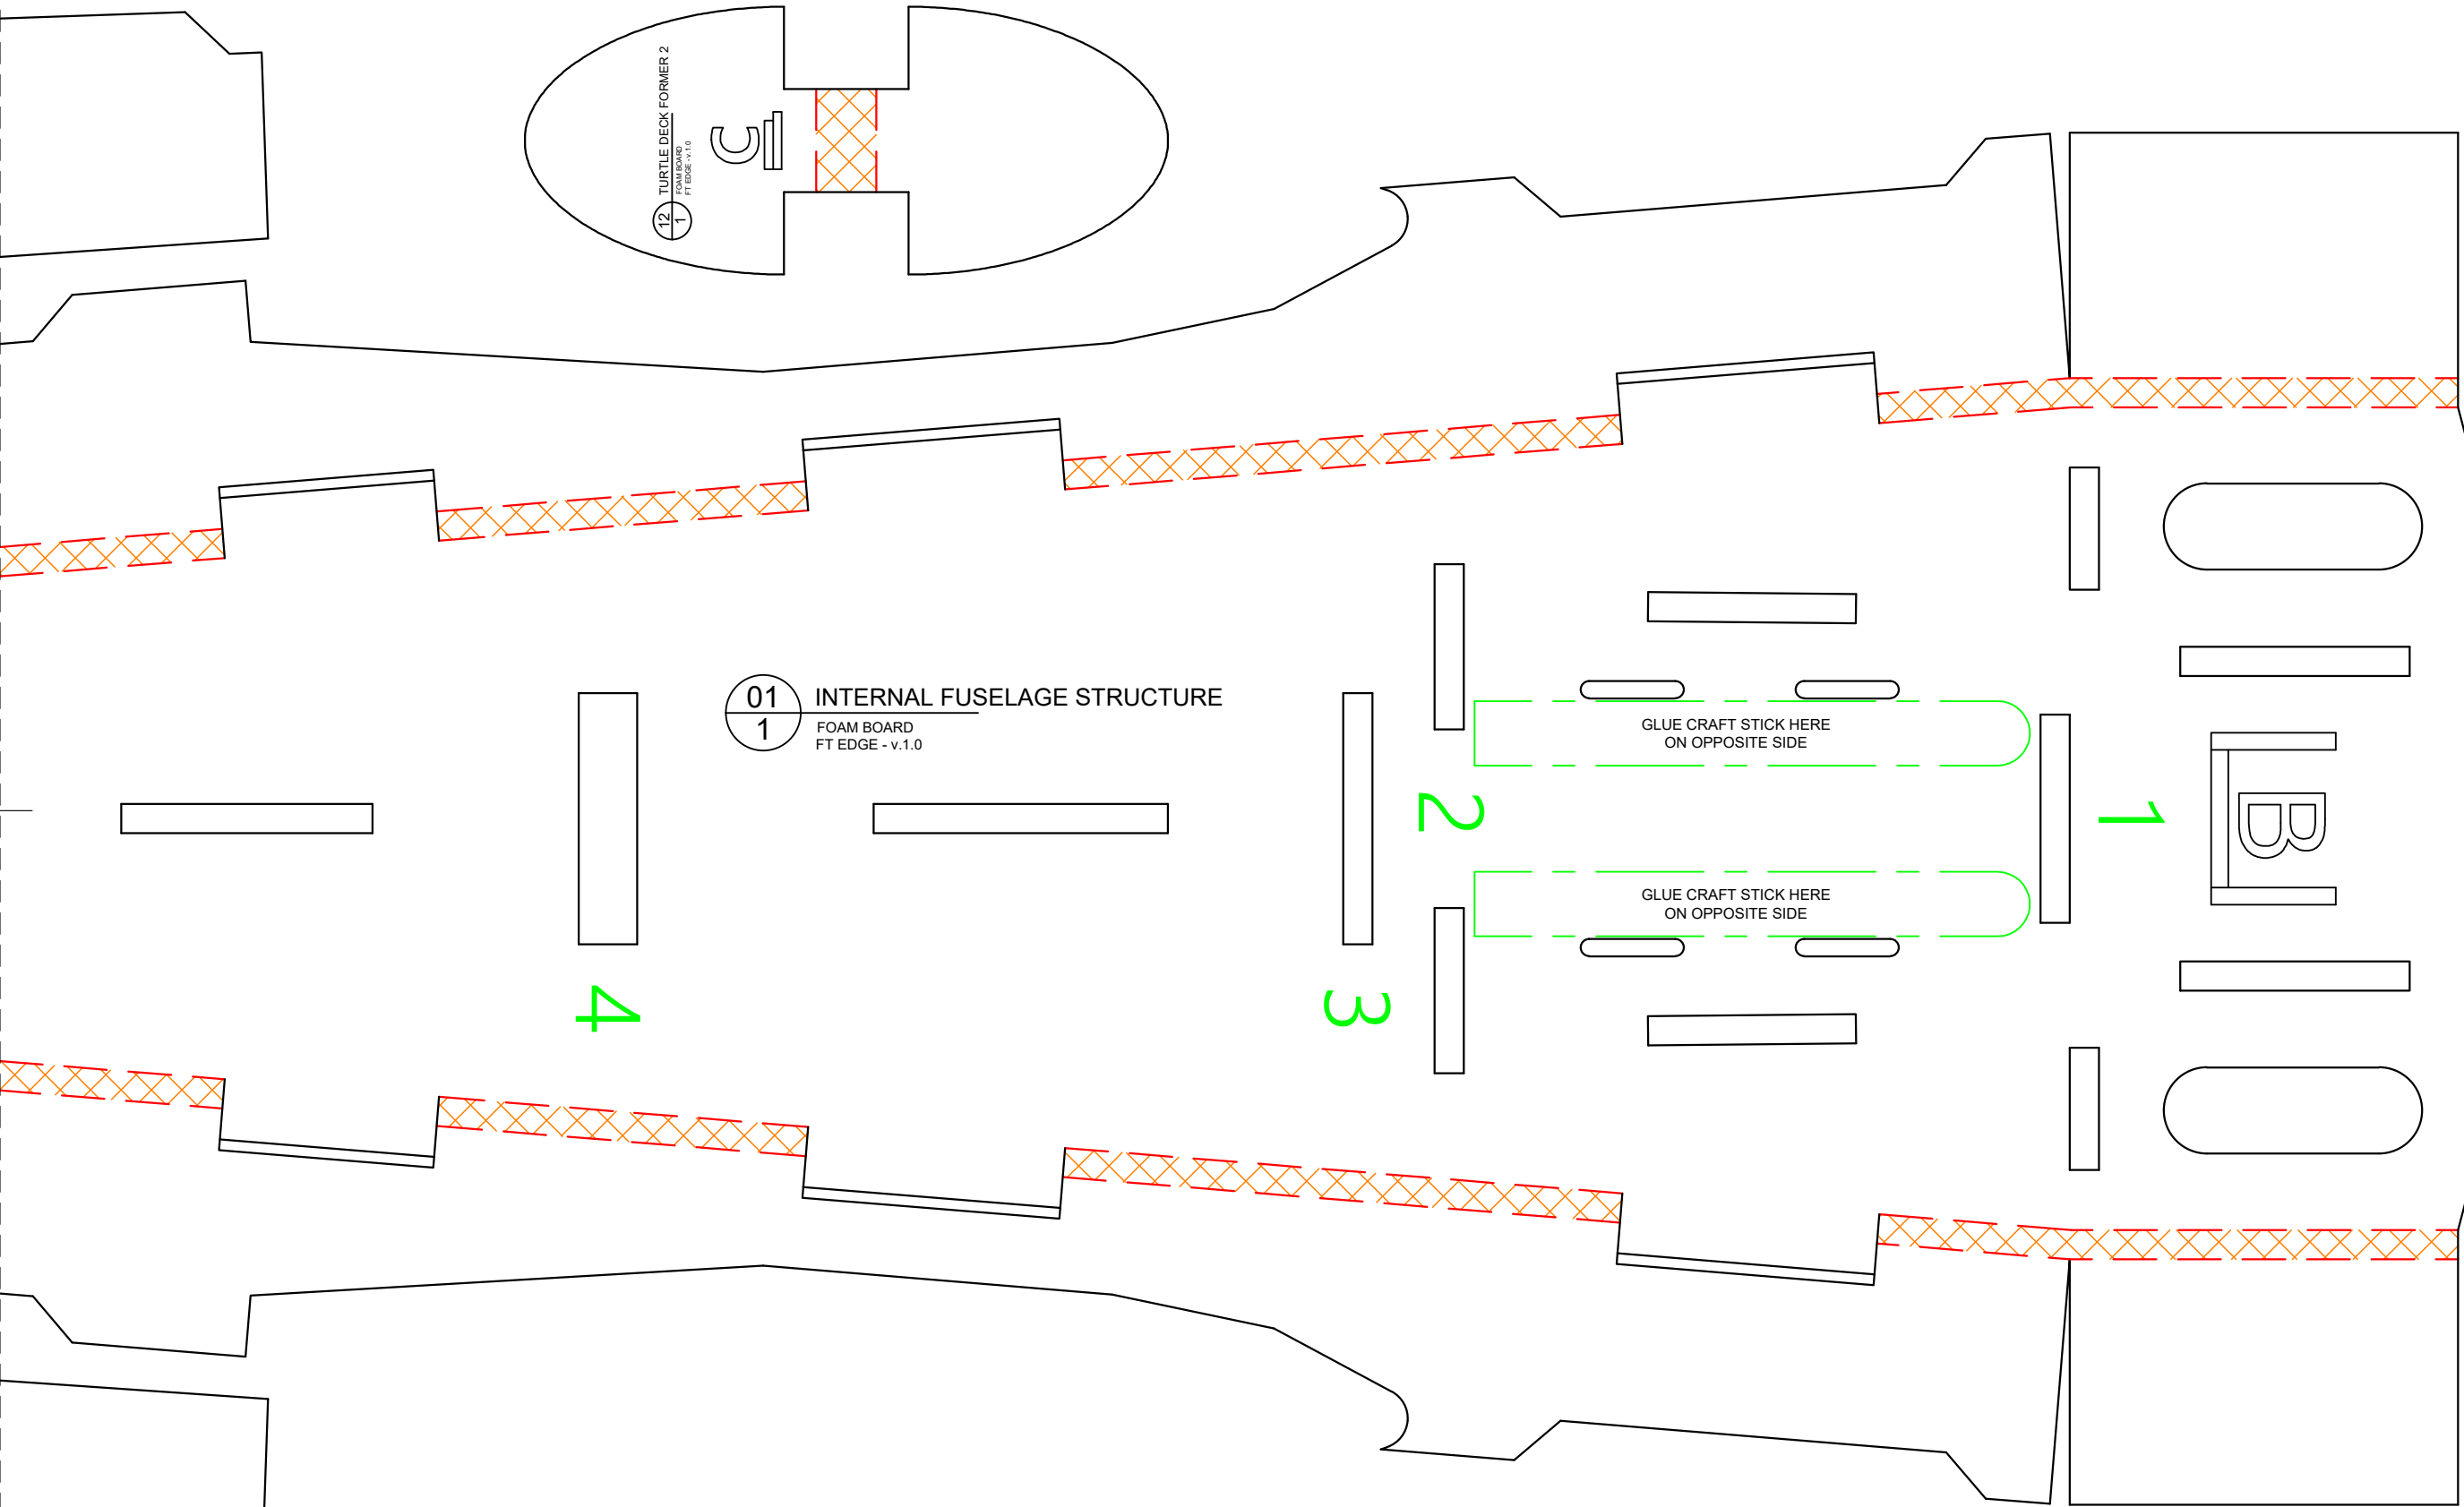 TURTLE DECK FORMER 2
FOAM BOARD
FT EDGE - v.1.0
12
1
C
01
1
INTERNAL FUSELAGE STRUCTURE
FOAM BOARD
FT EDGE - v.1.0
GLUE CRAFT STICK HERE
ON OPPOSITE SIDE
GLUE CRAFT STICK HERE
ON OPPOSITE SIDE
4
3
2
1
B